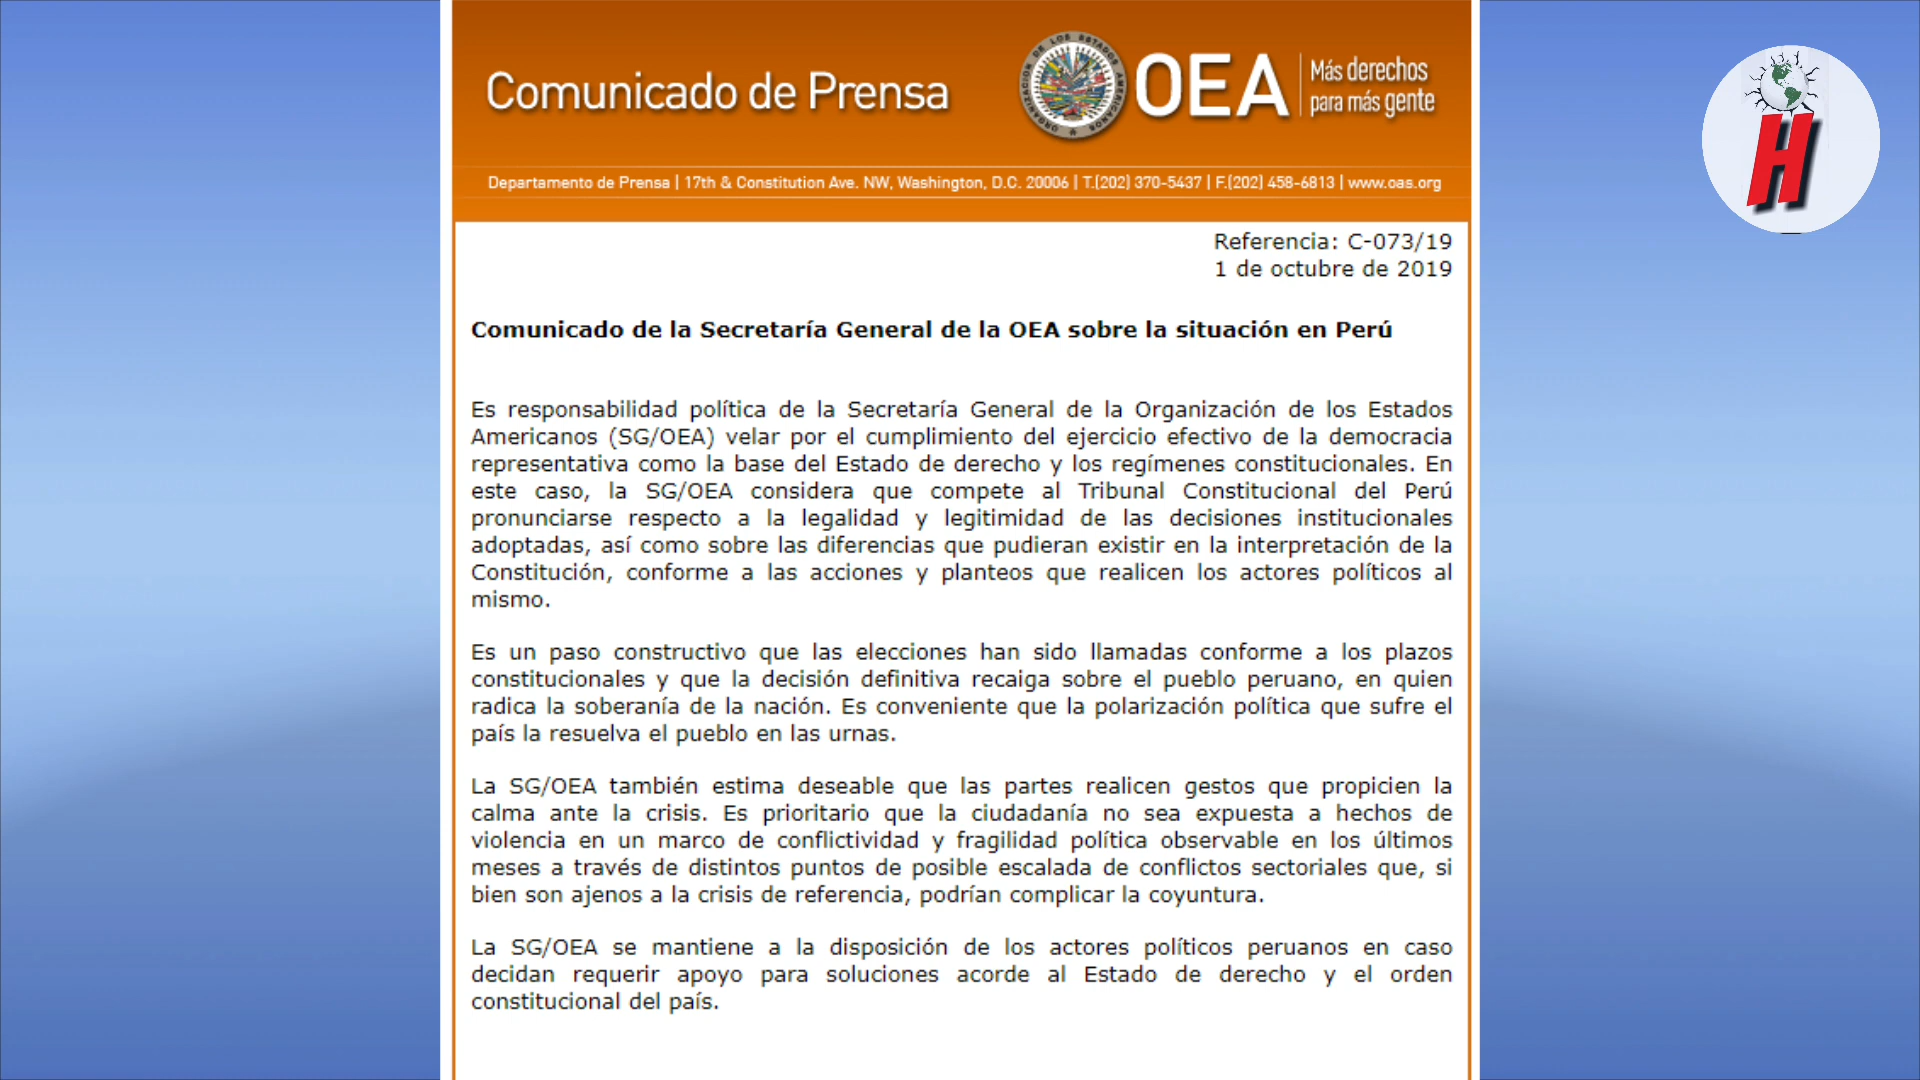 Comunicado de Prensa
OEA
Más derechos
para más gente
Departamento de Prensa | 17th & Constitution Ave. NW, Washington, D.C. 20006 | T.(202) 370-5437 | F.(202) 458-6813 | www.oas.org
H
Referencia: C-073/19
1 de octubre de 2019
Comunicado de la Secretaría General de la OEA sobre la situación en Perú
Es responsabilidad política de la Secretaría General de la Organización de los Estados
Americanos (SG/OEA) velar por el cumplimiento del ejercicio efectivo de la democracia
representativa como la base del Estado de derecho y los regímenes constitucionales. En
este caso, la SG/OEA considera que compete al Tribunal Constitucional del Perú
pronunciarse respecto a la legalidad y legitimidad de las decisiones institucionales
adoptadas, así como sobre las diferencias que pudieran existir en la interpretación de la
Constitución, conforme a las acciones y planteos que realicen los actores políticos al
mismo.
Es un paso constructivo que las elecciones han sido llamadas conforme a los plazos
constitucionales y que la decisión definitiva recaiga sobre el pueblo peruano, en quien
radica la soberanía de la nación. Es conveniente que la polarización política que sufre el
país la resuelva el pueblo en las urnas.
La SG/OEA también estima deseable que las partes realicen gestos que propicien la
calma ante la crisis. Es prioritario que la ciudadanía no sea expuesta a hechos de
violencia en un marco de conflictividad y fragilidad política observable en los últimos
meses a través de distintos puntos de posible escalada de conflictos sectoriales que, si
bien son ajenos a la crisis de referencia, podrían complicar la coyuntura.
La SG/OEA se mantiene a la disposición de los actores políticos peruanos en caso
decidan requerir apoyo para soluciones acorde al Estado de derecho y el orden
constitucional del país.